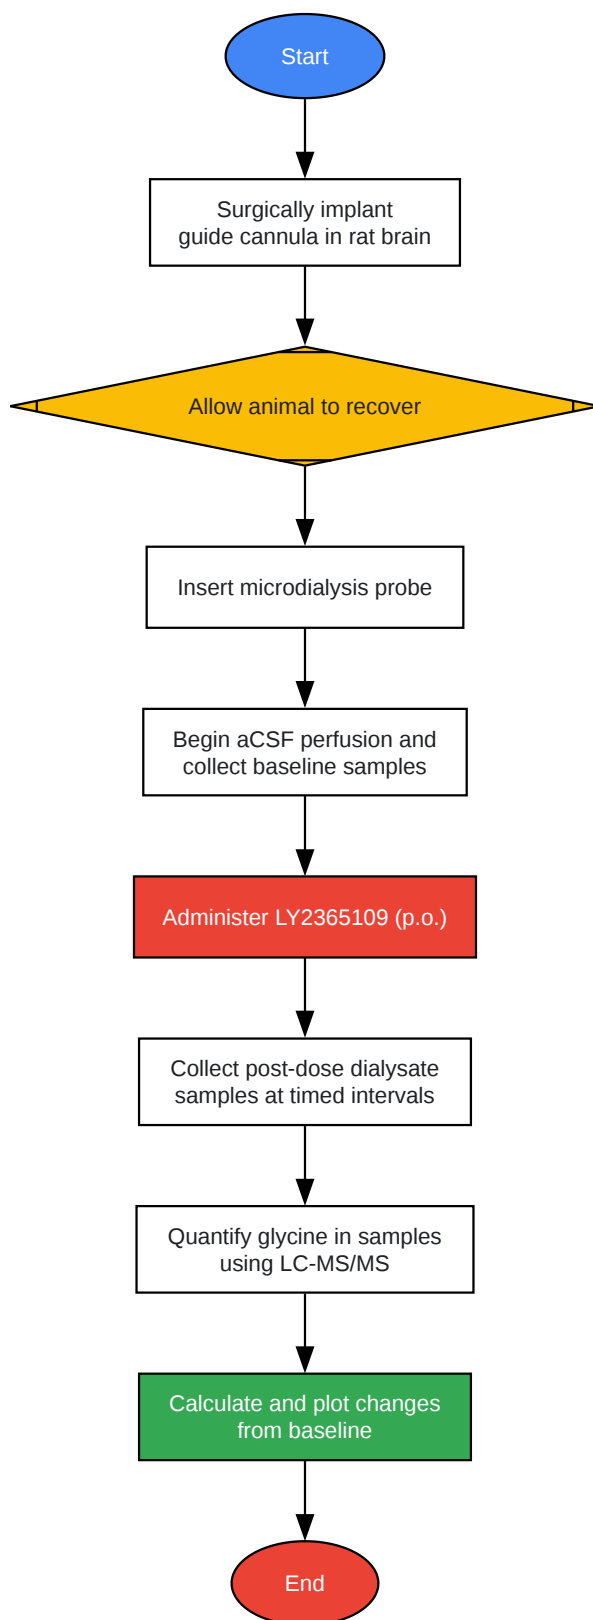 Start
Surgically implant
guide cannula in rat brain
Allow animal to recover
Insert microdialysis probe
Begin aCSF perfusion and
collect baseline samples
Administer LY2365109 (p.o.)
Collect post-dose dialysate
samples at timed intervals
Quantify glycine in samples
using LC-MS/MS
Calculate and plot changes
from baseline
End